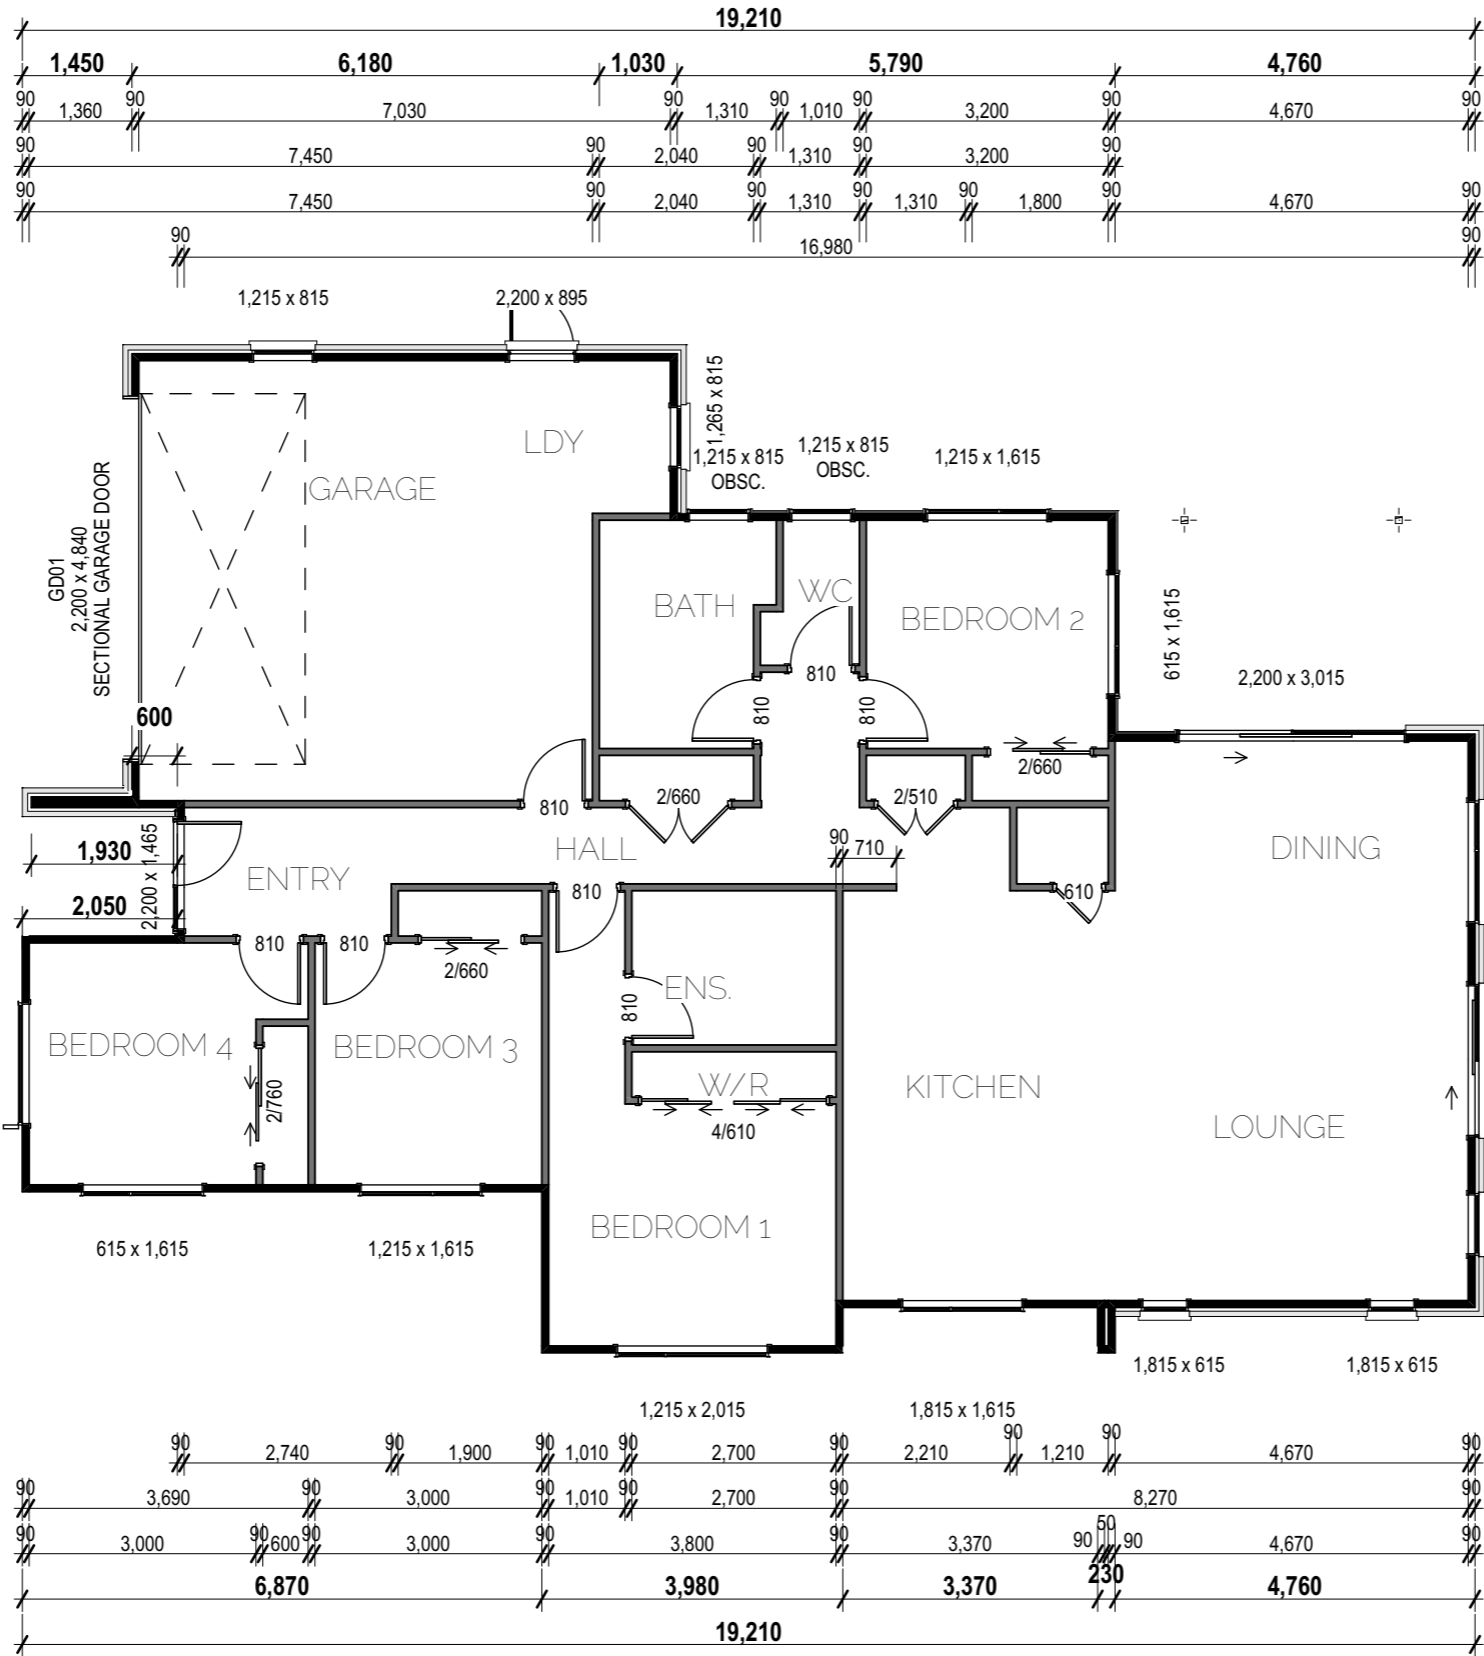 19,210
1,450 6,180 1,030 5,790 4,760
90 90 90 90 90 90 90
1,360 7,030 1,310 1,010 3,200 4,670
90 90 90 90 90
7,450 2,040 1,310 3,200
90 90 90 90 90 90 90
7,450 2,040 1,310 1,310 1,800 4,670
90 90
16,980
1,215 x 815 2,200 x 895
1,265 x 815
LDY
1,215 x 815
OBSC.
1,215 x 815
OBSC.
1,215 x 1,615
GARAGE
GD01
2,200 x 4,840
SECTIONAL GARAGE DOOR
BATH
WC
BEDROOM 2
615 x 1,615
810
2,200 x 3,015
810
810
600
2/660
2/660
2/510
810
HALL
90 710
DINING
1,930
2,200 x 1,465
ENTRY
810
610
2,050
810
810
2/660
ENS.
810
BEDROOM 4
BEDROOM 3
W/R
KITCHEN
2/760
LOUNGE
4/610
BEDROOM 1
615 x 1,615
1,215 x 1,615
1,815 x 615
1,815 x 615
1,215 x 2,015
1,815 x 1,615
90 90 90 90 90 90 90 90
2,740 1,900 1,010 2,700 2,210 1,210 4,670
90 90 90 90 90 90
3,690 3,000 1,010 2,700 8,270
90 90 90 90 90 90 50 90 90
3,000 600 3,000 3,800 3,370 4,670
6,870 3,980 3,370 230 4,760
19,210